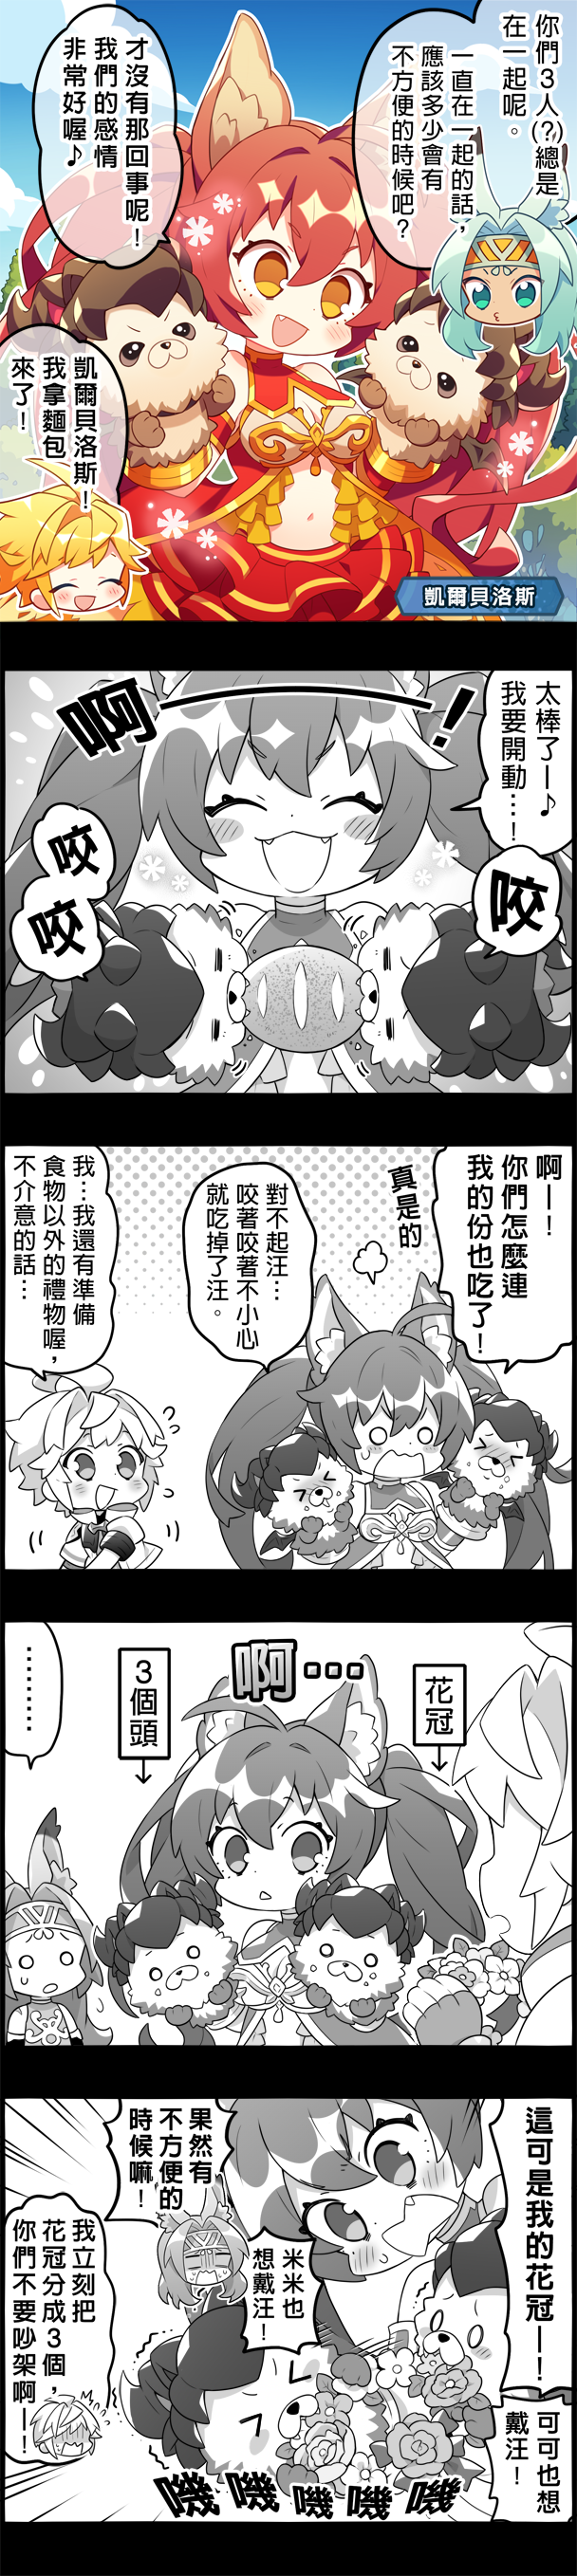 你們３人(?)總是
在一起呢。
一直在一起的話，
應該多少會有
不方便的時候吧？
才沒有那回事呢！
我們的感情
非常好喔♪
凱爾貝洛斯！
我拿麵包
來了！
凱爾貝洛斯
太棒了ー♪
我要開動…！
啊ー！
咬
咬
咬
啊ー！
你們怎麼連
我的份也吃了！
真是的
對不起汪…
咬著咬著不小心
就吃掉了汪。
我…我還有準備
食物以外的禮物喔，
不介意的話…
花冠
啊…
３個頭
………
這可是我的花冠ー！
可可也想
戴汪！
米米也
想戴汪！
果然有
不方便的
時候嘛！
我立刻把
花冠分成３個，
你們不要吵架啊ー！
嘰嘰嘰嘰嘰